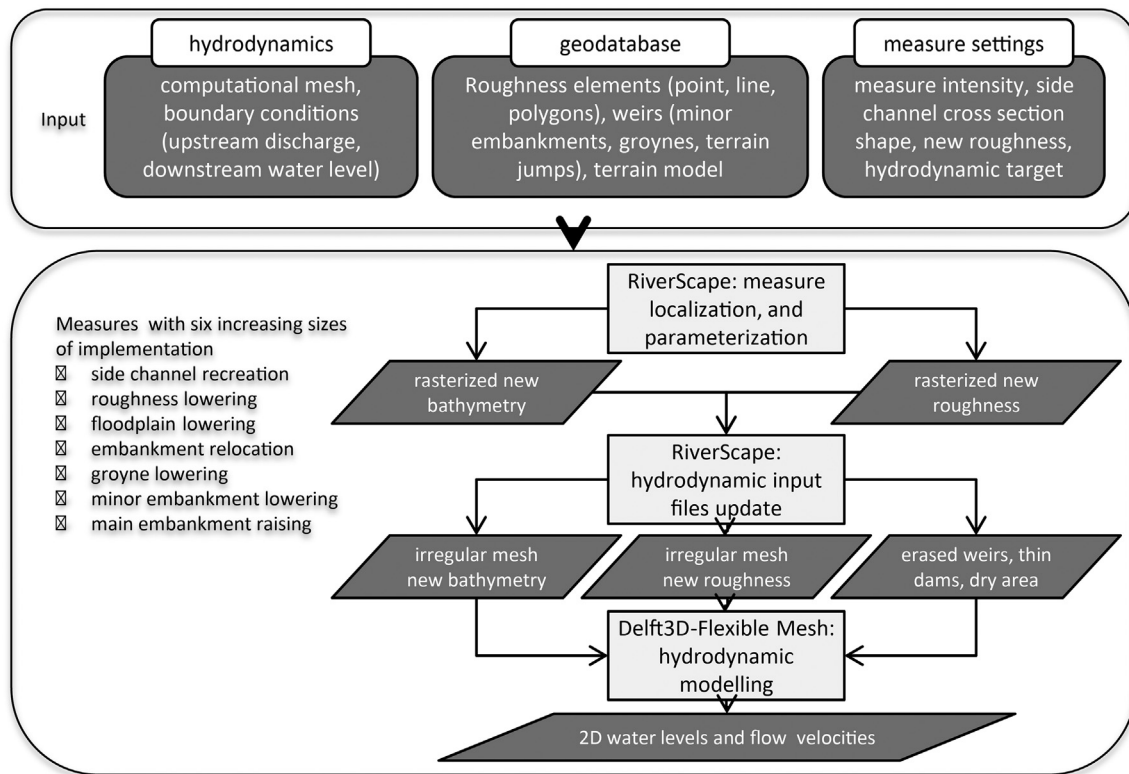 hydrodynamics
computational mesh,
boundary conditions
(upstream discharge,
downstream water level)
geodatabase
Roughness elements (point, line,
polygons), weirs (minor
embankments, groynes, terrain
jumps), terrain model
measure settings
measure intensity, side
channel cross section
shape, new roughness,
hydrodynamic target
Input
Measures with six increasing sizes
of implementation
side channel recreation
roughness lowering
floodplain lowering
embankment relocation
groyne lowering
minor embankment lowering
main embankment raising
RiverScape: measure
localization, and
parameterization
rasterized new
bathymetry
rasterized new
roughness
RiverScape:
hydrodynamic input
files update
irregular mesh
new bathymetry
irregular mesh
new roughness
erased weirs, thin
dams, dry area
Delft3D-Flexible Mesh:
hydrodynamic
modelling
2D water levels and flow velocities